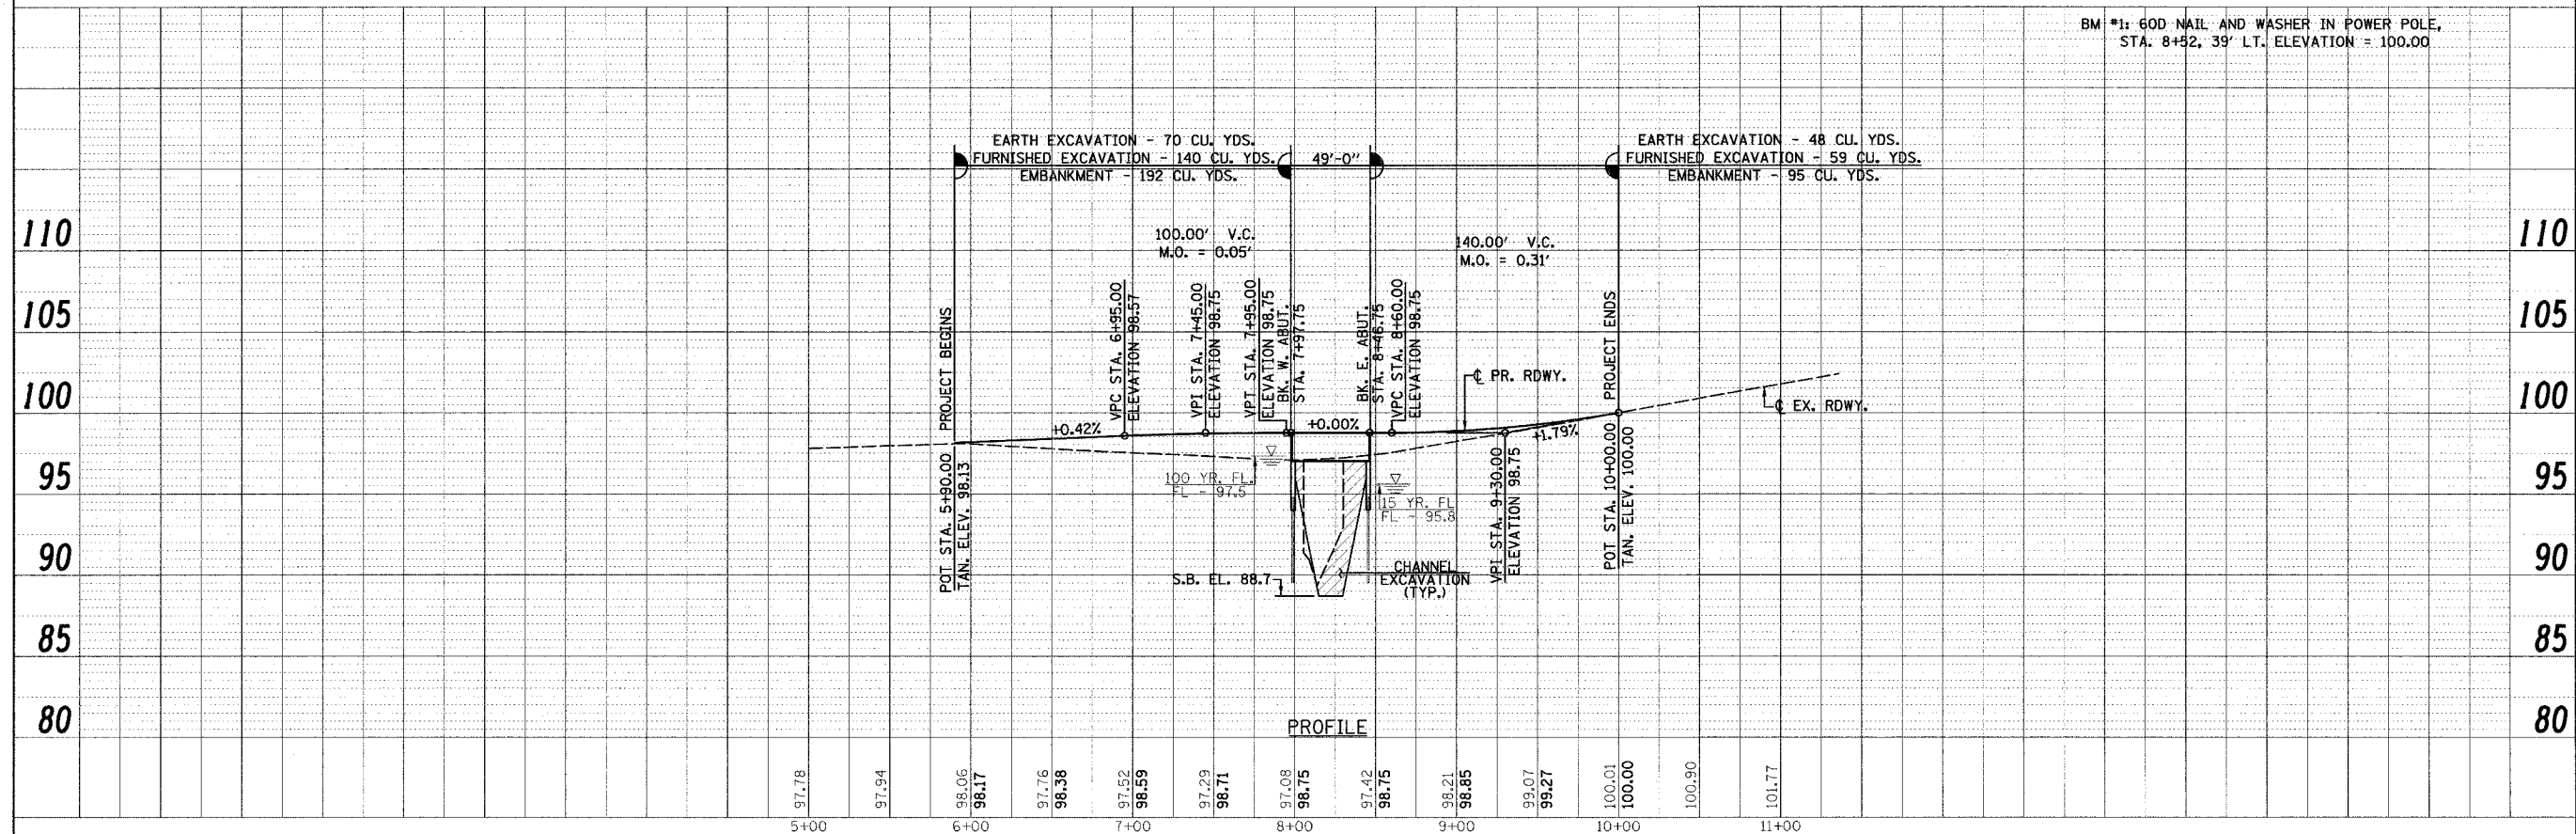 BM #1: 60D NAIL AND WASHER IN POWER POLE,
STA. 8+52, 39' LT. ELEVATION = 100.00
EARTH EXCAVATION - 70 CU. YDS.
FURNISHED EXCAVATION - 140 CU. YDS.
EMBANKMENT - 192 CU. YDS.
49'-0"
EARTH EXCAVATION - 48 CU. YDS.
FURNISHED EXCAVATION - 59 CU. YDS.
EMBANKMENT - 95 CU. YDS.
110
110
100.00' V.C.
M.O. = 0.05'
140.00' V.C.
M.O. = 0.31'
105
105
PROJECT BEGINS
VPC STA. 6+95.00
ELEVATION 98.57
VPI STA. 7+45.00
ELEVATION 98.75
VPT STA. 7+95.00
ELEVATION 98.75
BK. W. ABUT.
STA. 7+97.75
BK. E. ABUT.
STA. 8+46.75
VPC STA. 8+60.00
ELEVATION 98.75
PROJECT ENDS
100
100
℄ PR. RDWY.
℄ EX. RDWY.
+0.42%
+0.00%
+1.79%
95
95
POT STA. 5+90.00
TAN. ELEV. 98.13
100 YR. FL.
FL - 97.5
15 YR. FL
FL - 95.8
VPI STA. 9+30.00
ELEVATION 98.75
POT STA. 10+00.00
TAN. ELEV. 100.00
90
90
S.B. EL. 88.7
CHANNEL
EXCAVATION
(TYP.)
85
85
80
80
PROFILE
97.78
97.94
98.06
98.17
97.76
98.38
97.52
98.59
97.29
98.71
97.08
98.75
97.42
98.75
98.21
98.85
99.07
99.27
100.01
100.00
100.90
101.77
5+00
6+00
7+00
8+00
9+00
10+00
11+00